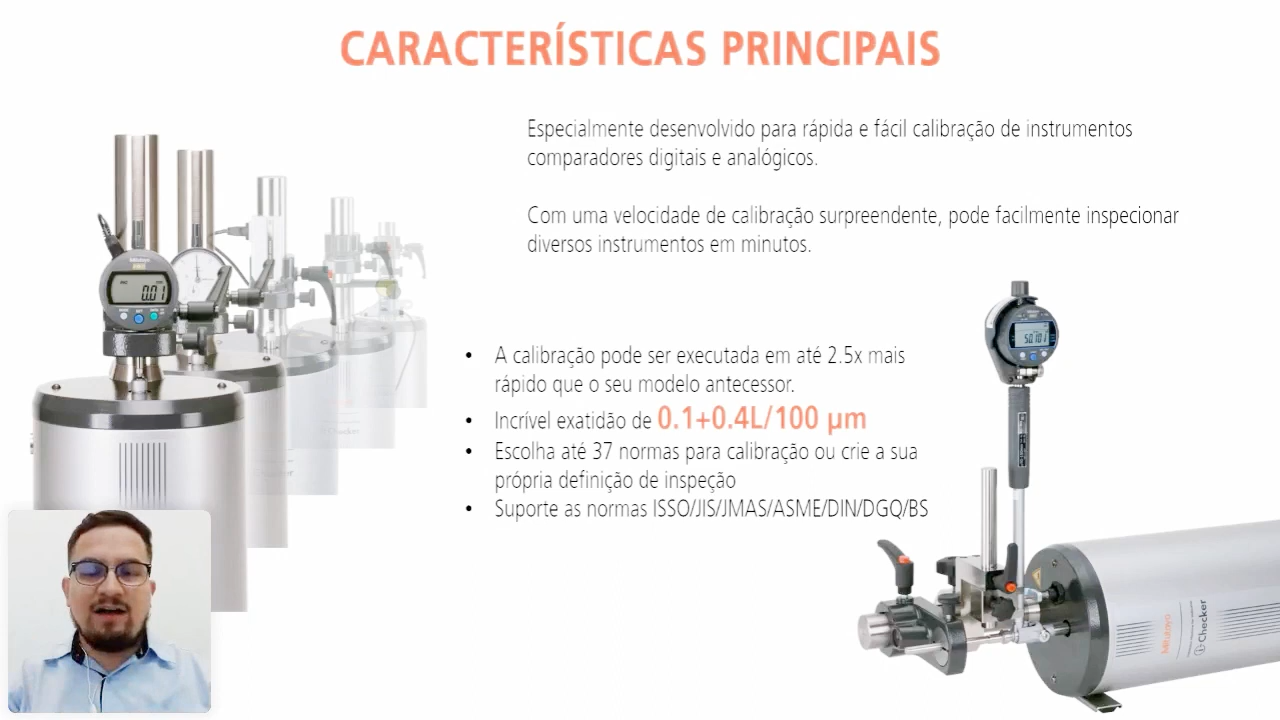 CARACTERÍSTICAS PRINCIPAIS
Especialmente desenvolvido para rápida e fácil calibração de instrumentos
comparadores digitais e analógicos.
Com uma velocidade de calibração surpreendente, pode facilmente inspecionar
diversos instrumentos em minutos.
• A calibração pode ser executada em até 2.5x mais
rápido que o seu modelo antecessor.
• Incrível exatidão de 0.1+0.4L/100 µm
• Escolha até 37 normas para calibração ou crie a sua
própria definição de inspeção
• Suporte as normas ISSO/JIS/JMAS/ASME/DIN/DGQ/BS
Mitutoyo
0.01
Checker
Mitutoyo
i Checker